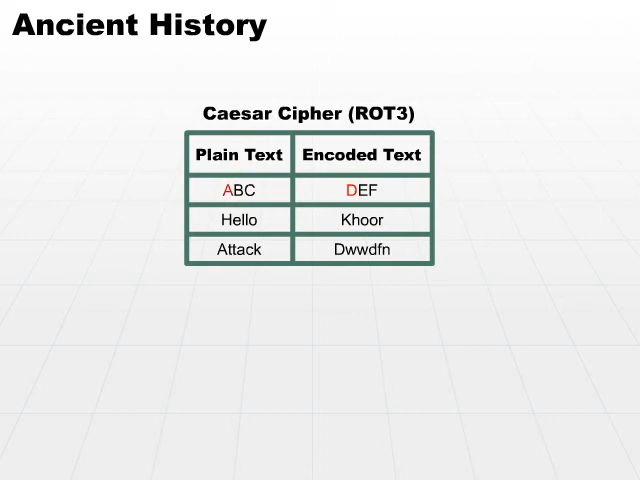 Ancient History
Caesar Cipher (ROT3)
Plain Text Encoded Text
ABC DEF
Hello Khoor
Attack Dwwdfn